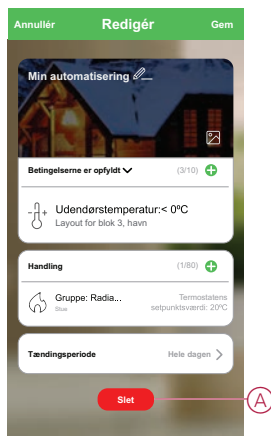 Annullér Redigér Gem
Min automatisering
Betingelserne er opfyldt (3/10)
Udendørstemperatur:< 0ºC
Layout for blok 3, havn
Handling (1/80)
Gruppe: Radia... Termostatens
Stue setpunktsværdi: 20ºC
Tændingsperiode Hele dagen
Slet A